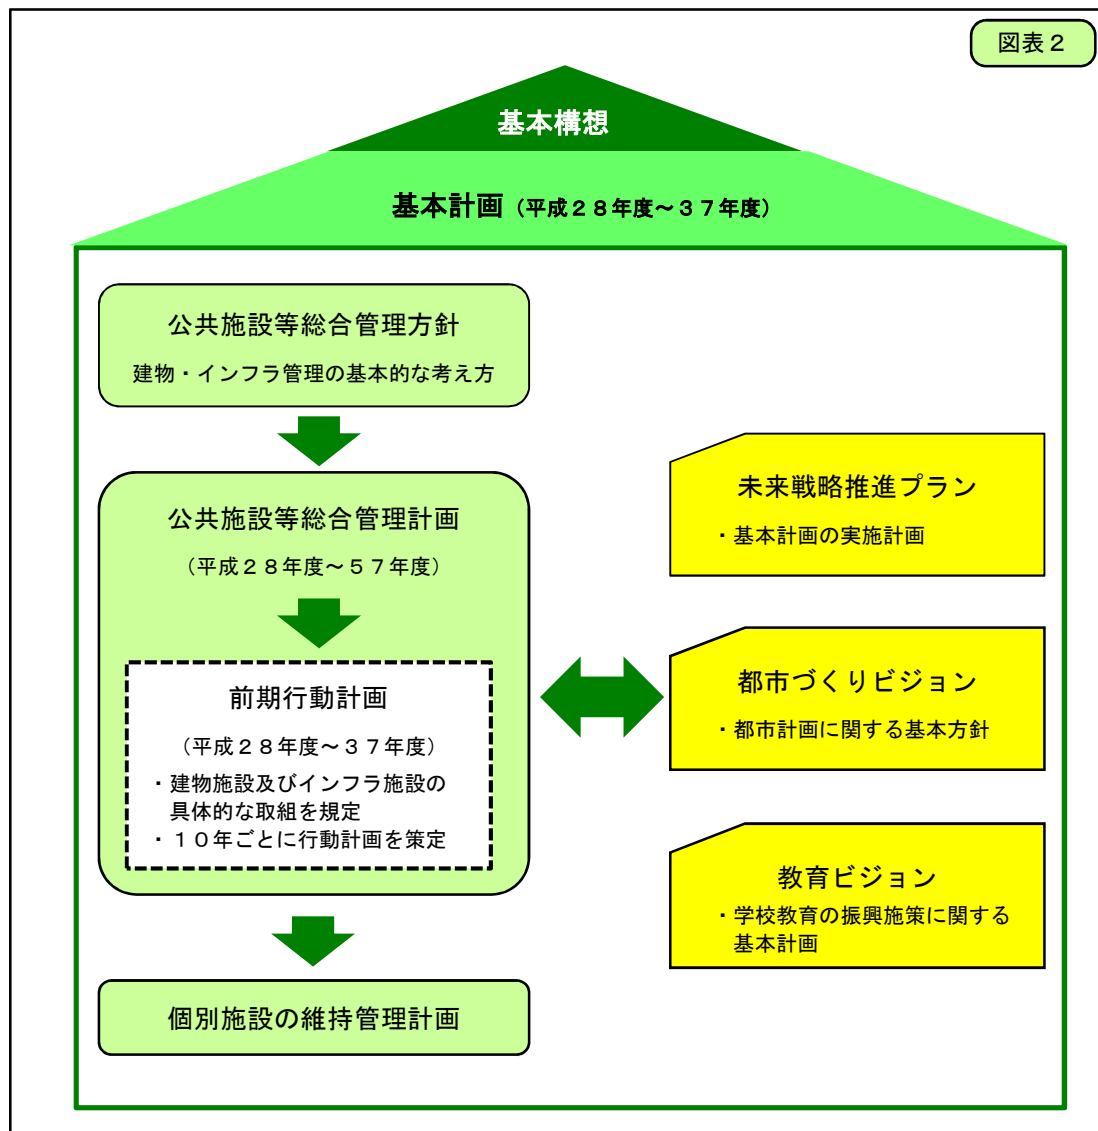 図表２
基本構想
基本計画（平成２８年度～３７年度）
公共施設等総合管理方針
建物・インフラ管理の基本的な考え方
公共施設等総合管理計画
（平成２８年度～５７年度）
前期行動計画
（平成２８年度～３７年度）
・建物施設及びインフラ施設の
具体的な取組を規定
・１０年ごとに行動計画を策定
個別施設の維持管理計画
未来戦略推進プラン
・基本計画の実施計画
都市づくりビジョン
・都市計画に関する基本方針
教育ビジョン
・学校教育の振興施策に関する
基本計画